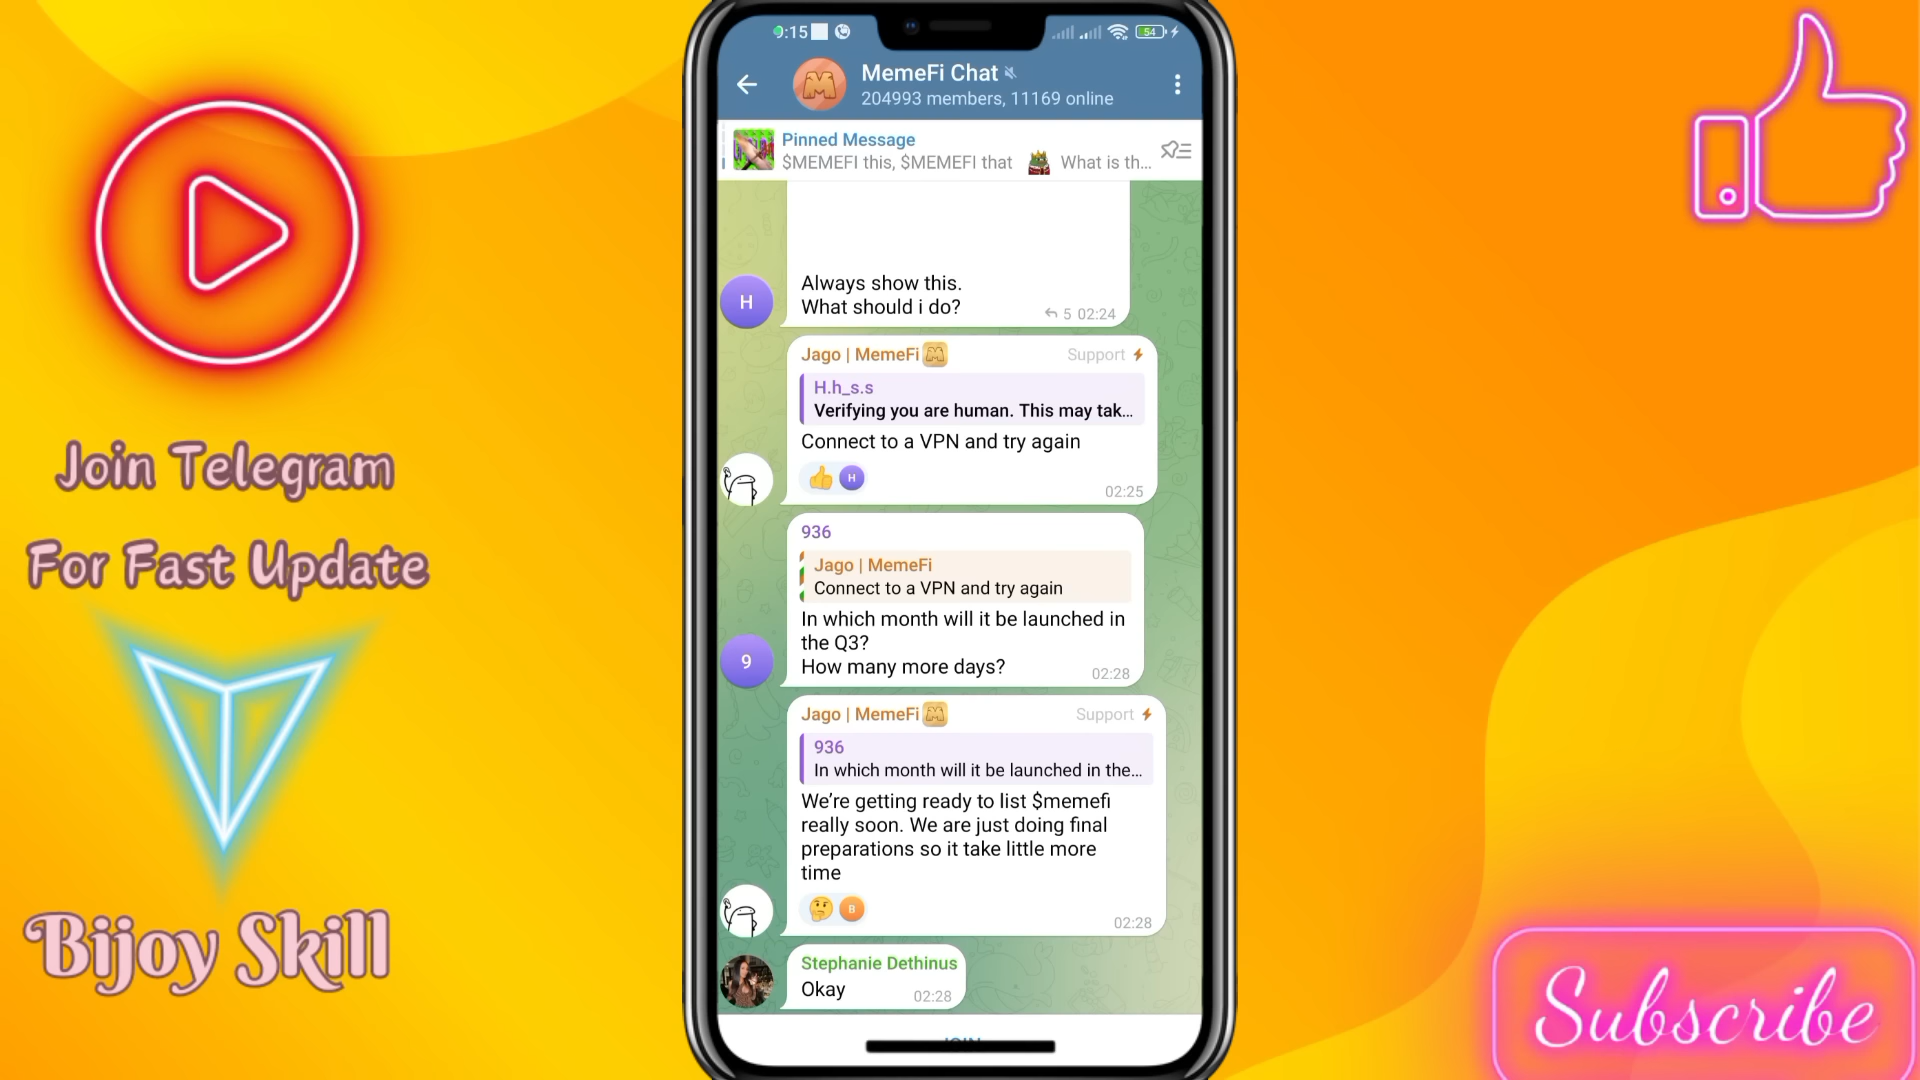 9:15
54
MemeFi Chat
204993 members, 11169 online
Pinned Message
$MEMEFI this, $MEMEFI that What is th...
Always show this.
What should i do?
5 02:24
H
Jago | MemeFi Support
H.h_s.s
Verifying you are human. This may tak...
Connect to a VPN and try again
H
02:25
936
Jago | MemeFi
Connect to a VPN and try again
In which month will it be launched in
the Q3?
How many more days?
02:28
9
Jago | MemeFi Support
936
In which month will it be launched in the...
We're getting ready to list $memefi
really soon. We are just doing final
preparations so it take little more
time
B
02:28
Stephanie Dethinus
Okay
02:28
Join Telegram
For Fast Update
Bijoy Skill
Subscribe